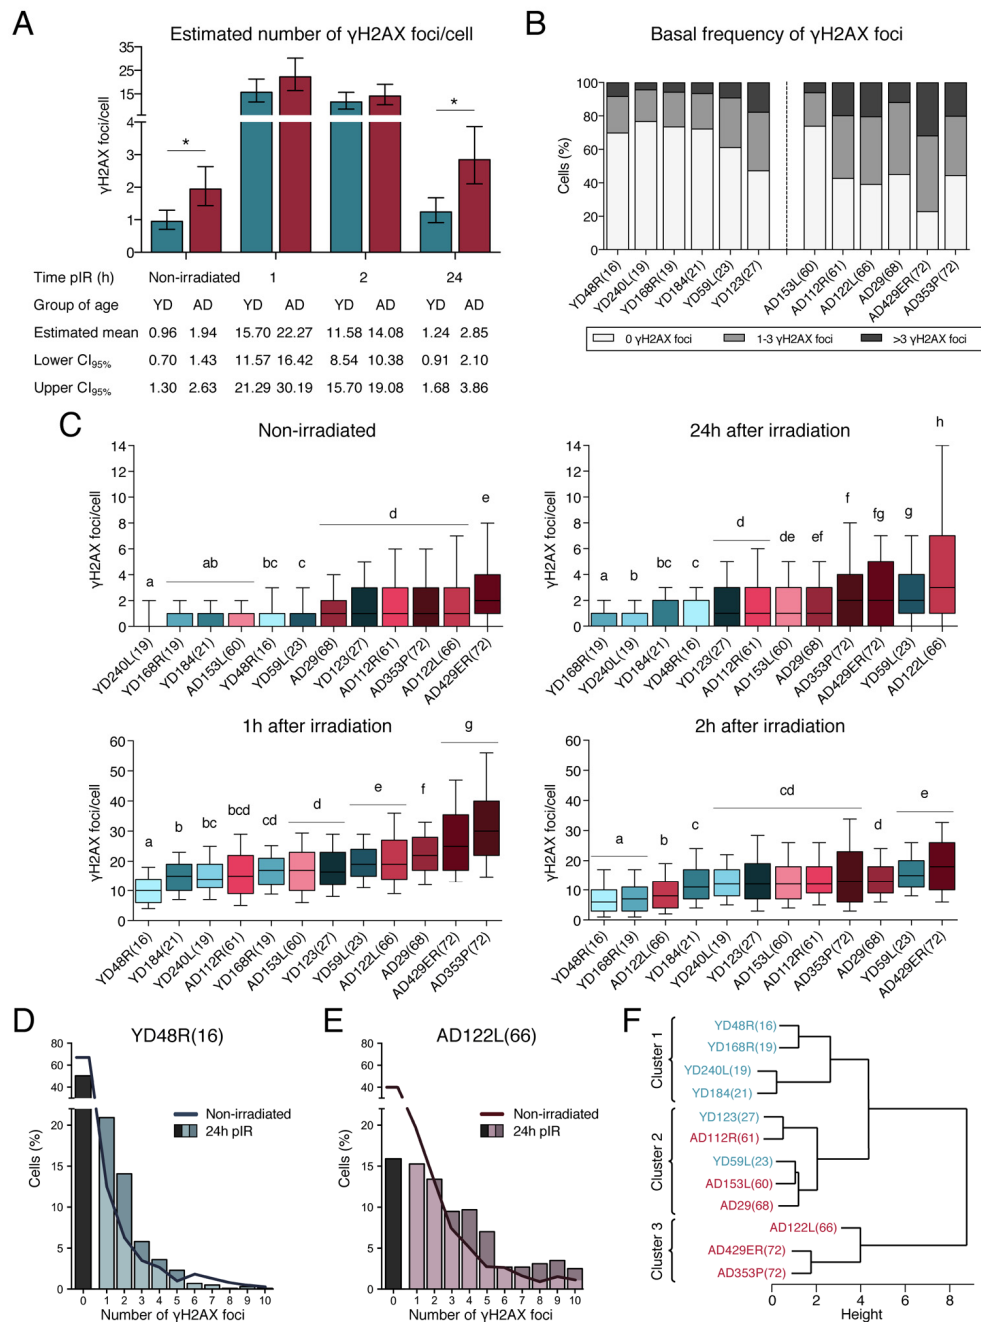 A
Estimated number of γH2AX foci/cell
γH2AX foci/cell
35
25
15
4
3
2
1
0
*
*
Time pIR (h) Non-irradiated 1 2 24
Group of age YD AD YD AD YD AD YD AD
Estimated mean 0.96 1.94 15.70 22.27 11.58 14.08 1.24 2.85
Lower CI95% 0.70 1.43 11.57 16.42 8.54 10.38 0.91 2.10
Upper CI95% 1.30 2.63 21.29 30.19 15.70 19.08 1.68 3.86
B
Basal frequency of γH2AX foci
Cells (%)
100
80
60
40
20
0
YD48R(16) YD240L(19) YD168R(19) YD184(21) YD59L(23) YD123(27) AD153L(60) AD112R(61) AD122L(66) AD29(68) AD429ER(72) AD353P(72)
0 γH2AX foci 1-3 γH2AX foci >3 γH2AX foci
C
Non-irradiated
γH2AX foci/cell
14
12
10
8
6
4
2
0
a ab bc c d e
YD240L(19) YD168R(19) YD184(21) AD153L(60) YD48R(16) YD59L(23) AD29(68) YD123(27) AD112R(61) AD353P(72) AD122L(66) AD429ER(72)
24h after irradiation
γH2AX foci/cell
14
12
10
8
6
4
2
0
a b bc c d de ef f fg g h
YD168R(19) YD240L(19) YD184(21) YD48R(16) YD123(27) AD112R(61) AD153L(60) AD29(68) AD353P(72) AD429ER(72) YD59L(23) AD122L(66)
1h after irradiation
γH2AX foci/cell
60
50
40
30
20
10
0
a b bc bcd cd d e f g
YD48R(16) YD184(21) YD240L(19) AD112R(61) YD168R(19) AD153L(60) YD123(27) YD59L(23) AD122L(66) AD29(68) AD429ER(72) AD353P(72)
2h after irradiation
γH2AX foci/cell
60
50
40
30
20
10
0
a b c cd d e
YD48R(16) YD168R(19) AD122L(66) YD184(21) YD240L(19) YD123(27) AD153L(60) AD112R(61) AD353P(72) AD29(68) YD59L(23) AD429ER(72)
D
YD48R(16)
Cells (%)
80
60
40
20
15
10
5
0
Non-irradiated
24h pIR
0 1 2 3 4 5 6 7 8 9 10
Number of γH2AX foci
E
AD122L(66)
Cells (%)
80
60
40
20
15
10
5
0
Non-irradiated
24h pIR
0 1 2 3 4 5 6 7 8 9 10
Number of γH2AX foci
F
Cluster 1
YD48R(16)
YD168R(19)
YD240L(19)
YD184(21)
Cluster 2
YD123(27)
AD112R(61)
YD59L(23)
AD153L(60)
AD29(68)
Cluster 3
AD122L(66)
AD429ER(72)
AD353P(72)
0 2 4 6 8
Height